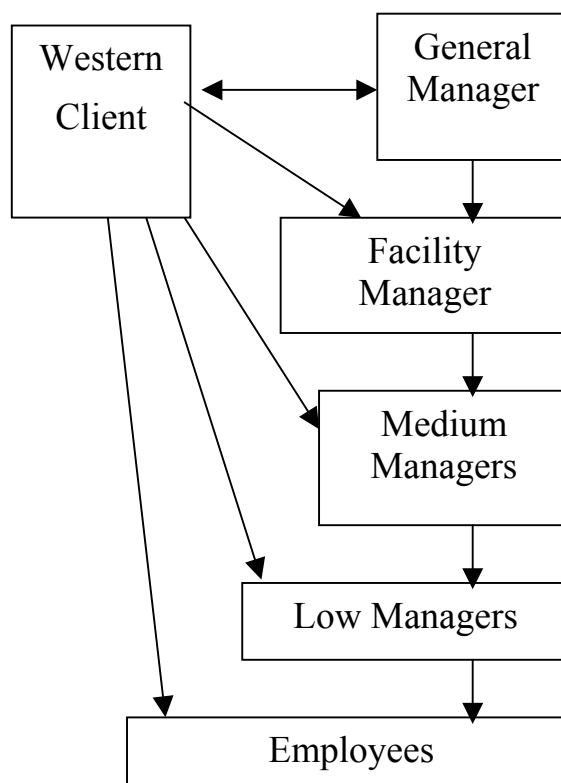 Western
Client
General
Manager
Facility
Manager
Medium
Managers
Low Managers
Employees